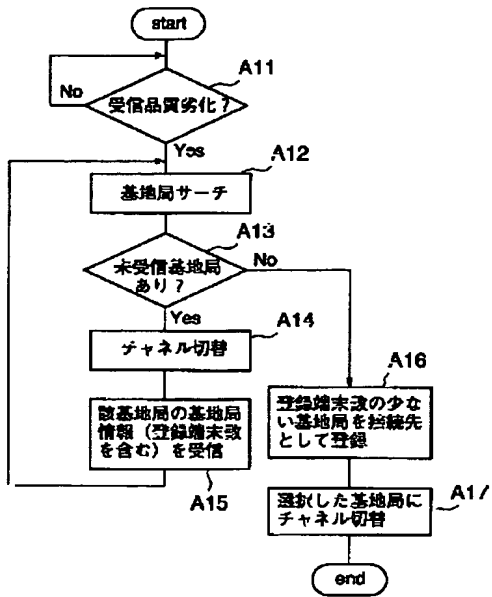 start
A11
No
受信品質劣化？
Yes
A12
基地局サーチ
A13
未受信基地局
あり？
No
Yes
A14
チャネル切替
該基地局の基地局
情報（登録端末数
を含む）を受信
A15
A16
登録端末数の少な
い基地局を接続先
として登録
A17
選択した基地局に
チャネル切替
end